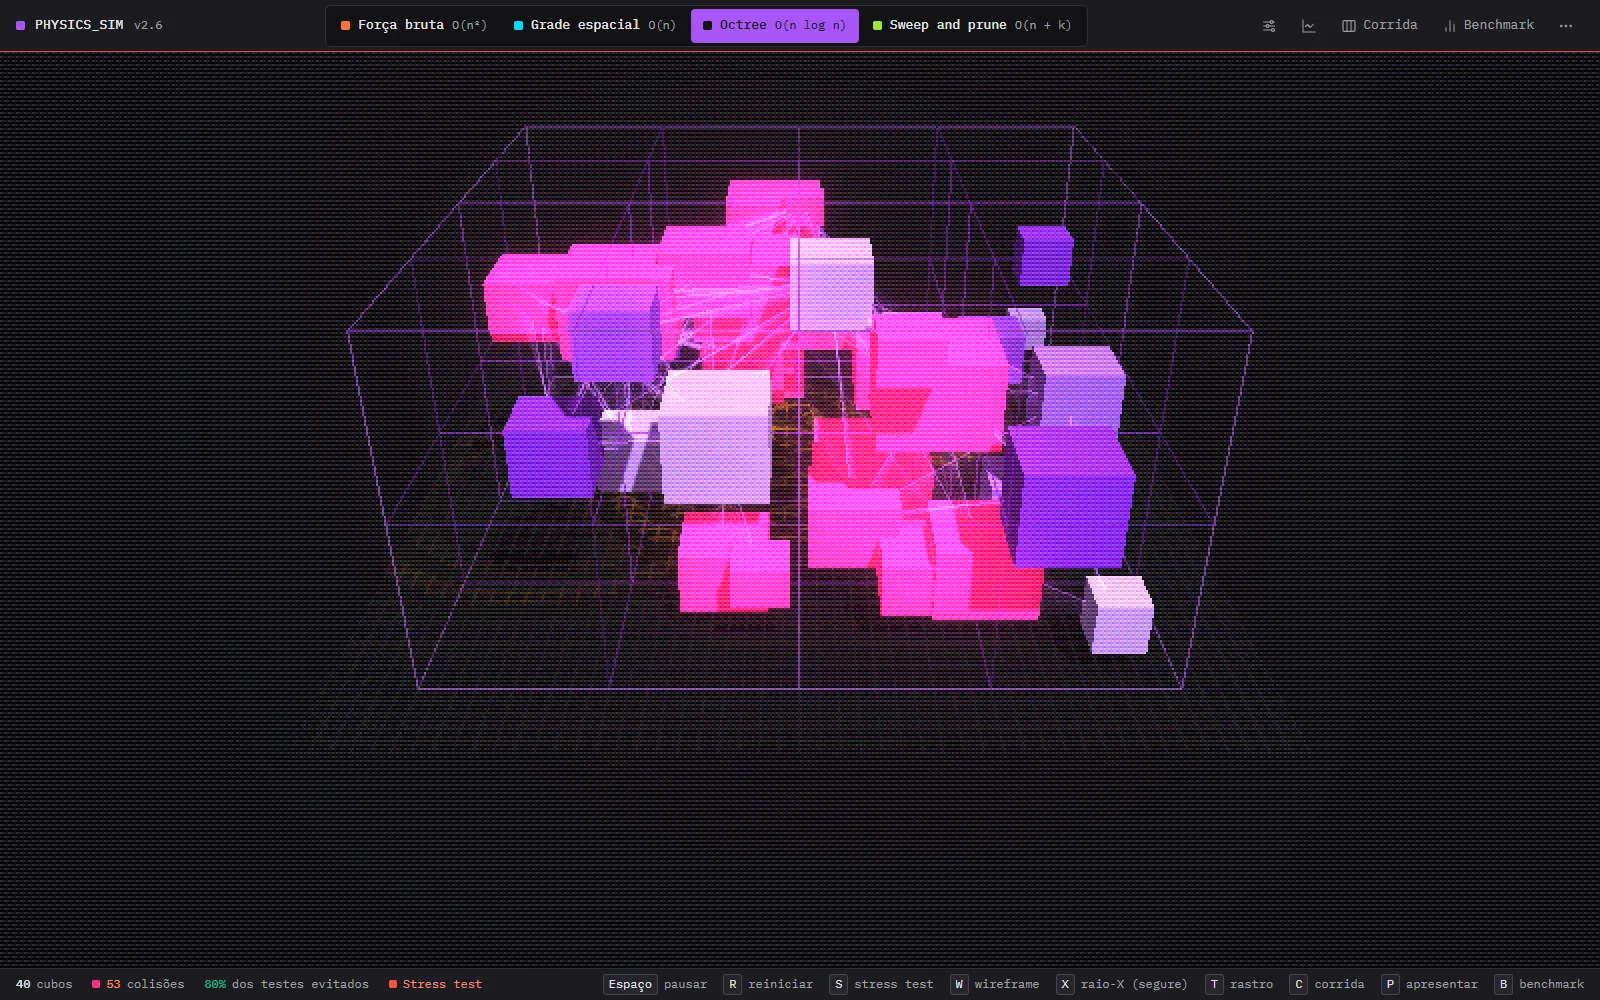 PHYSICS_SIM v2.6
Força bruta O(n²) Grade espacial O(n) Octree O(n log n) Sweep and prune O(n + k)
Corrida Benchmark
40 cubos 53 colisões 80% dos testes evitados Stress test
Espaço pausar R reiniciar S stress test W wireframe X raio-X (segure) T rastro C corrida P apresentar B benchmark